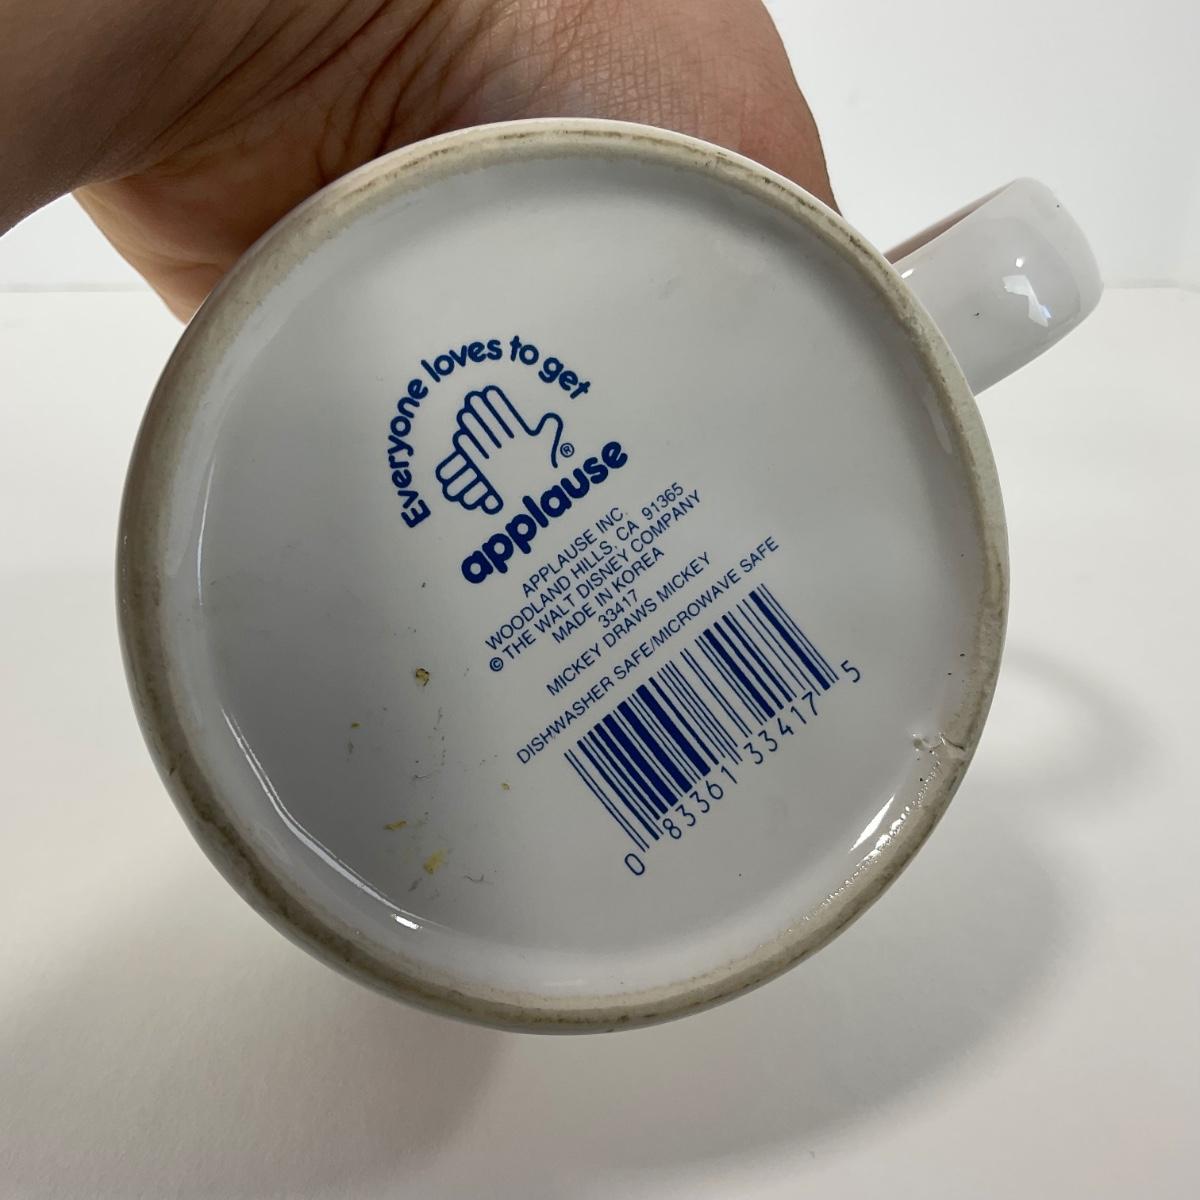 Everyone loves to get
®
applause
APPLAUSE INC.
WOODLAND HILLS, CA 91365
© THE WALT DISNEY COMPANY
MADE IN KOREA
33417
MICKEY DRAWS MICKEY
DISHWASHER SAFE/MICROWAVE SAFE
0 83361 33417 5